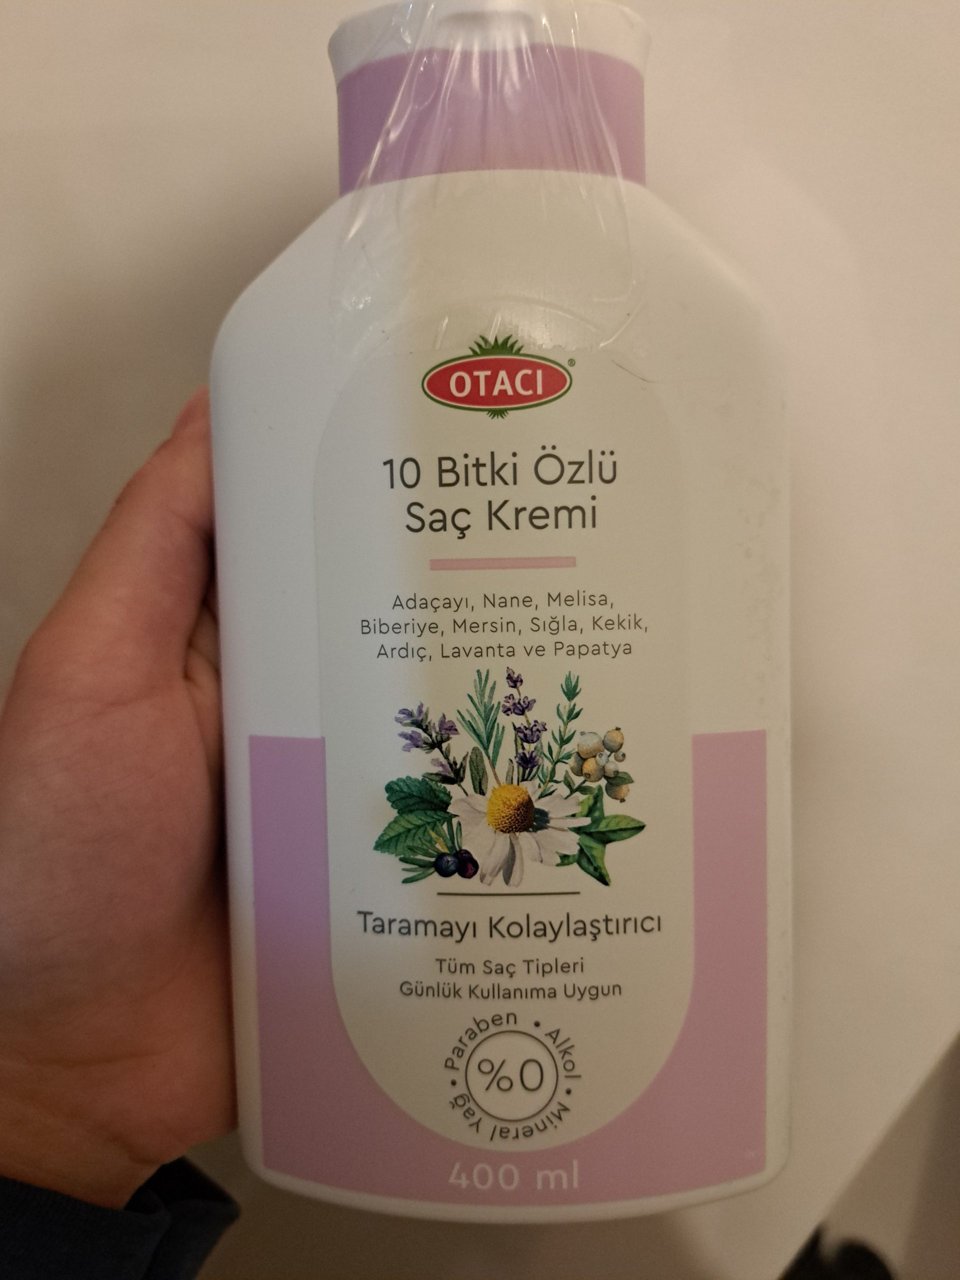 OTACI®
10 Bitki Özlü
Saç Kremi
Adaçayı, Nane, Melisa,
Biberiye, Mersin, Sığla, Kekik,
Ardıç, Lavanta ve Papatya
Taramayı Kolaylaştırıcı
Tüm Saç Tipleri
Günlük Kullanıma Uygun
Paraben • Alkol • Mineral Yağ •
%0
400 ml